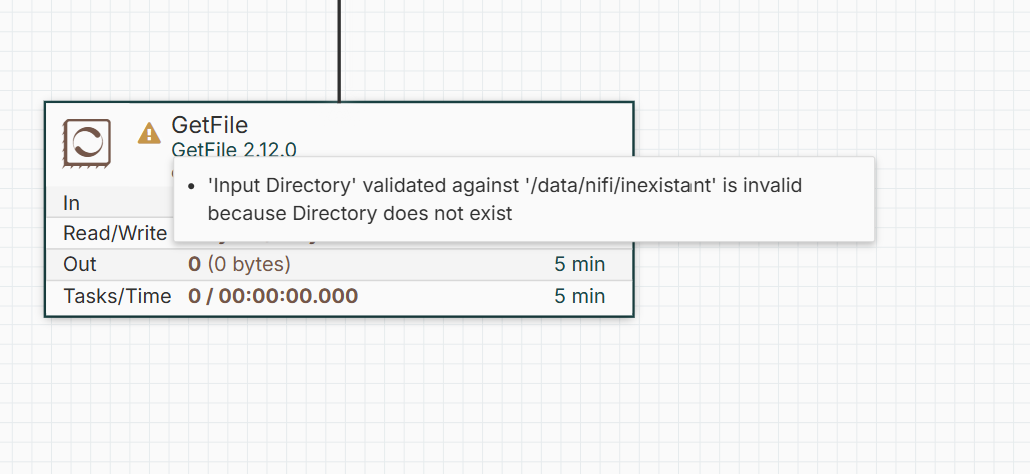 GetFile
GetFile 2.12.0
'Input Directory' validated against '/data/nifi/inexistant' is invalid
because Directory does not exist
In
Read/Write
Out 0 (0 bytes) 5 min
Tasks/Time 0 / 00:00:00.000 5 min